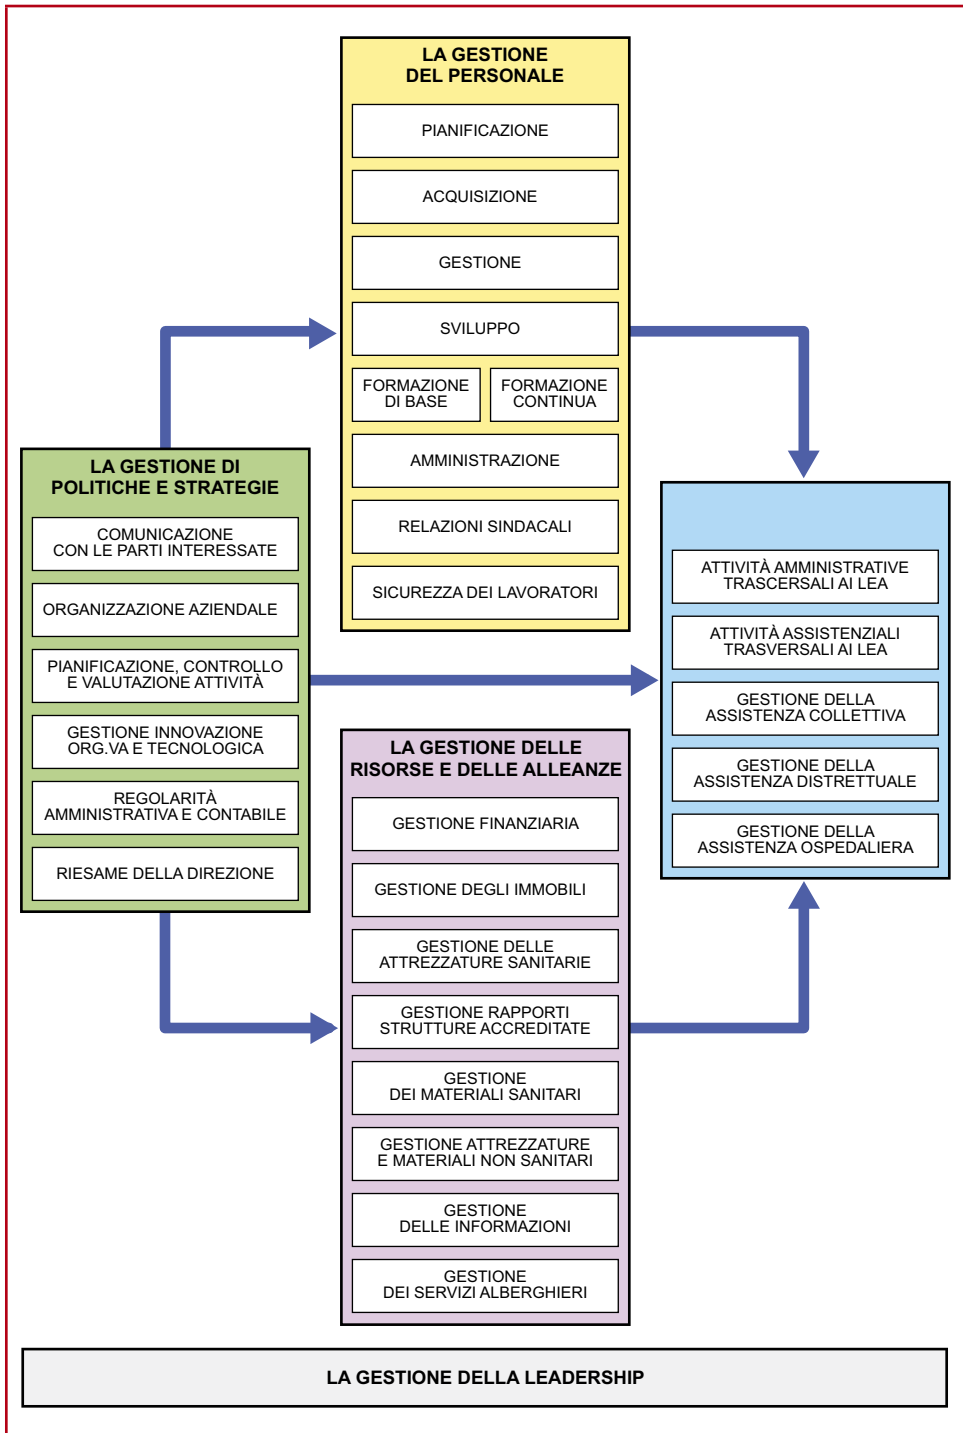 LA GESTIONE
DEL PERSONALE
PIANIFICAZIONE
ACQUISIZIONE
GESTIONE
SVILUPPO
FORMAZIONE
DI BASE
FORMAZIONE
CONTINUA
AMMINISTRAZIONE
RELAZIONI SINDACALI
SICUREZZA DEI LAVORATORI
LA GESTIONE DI
POLITICHE E STRATEGIE
COMUNICAZIONE
CON LE PARTI INTERESSATE
ORGANIZZAZIONE AZIENDALE
PIANIFICAZIONE, CONTROLLO
E VALUTAZIONE ATTIVITÀ
GESTIONE INNOVAZIONE
ORG.VA E TECNOLOGICA
REGOLARITÀ
AMMINISTRATIVA E CONTABILE
RIESAME DELLA DIREZIONE
ATTIVITÀ AMMINISTRATIVE
TRASCERSALI AI LEA
ATTIVITÀ ASSISTENZIALI
TRASVERSALI AI LEA
GESTIONE DELLA
ASSISTENZA COLLETTIVA
GESTIONE DELLA
ASSISTENZA DISTRETTUALE
GESTIONE DELLA
ASSISTENZA OSPEDALIERA
LA GESTIONE DELLE
RISORSE E DELLE ALLEANZE
GESTIONE FINANZIARIA
GESTIONE DEGLI IMMOBILI
GESTIONE DELLE
ATTREZZATURE SANITARIE
GESTIONE RAPPORTI
STRUTTURE ACCREDITATE
GESTIONE
DEI MATERIALI SANITARI
GESTIONE ATTREZZATURE
E MATERIALI NON SANITARI
GESTIONE
DELLE INFORMAZIONI
GESTIONE
DEI SERVIZI ALBERGHIERI
LA GESTIONE DELLA LEADERSHIP